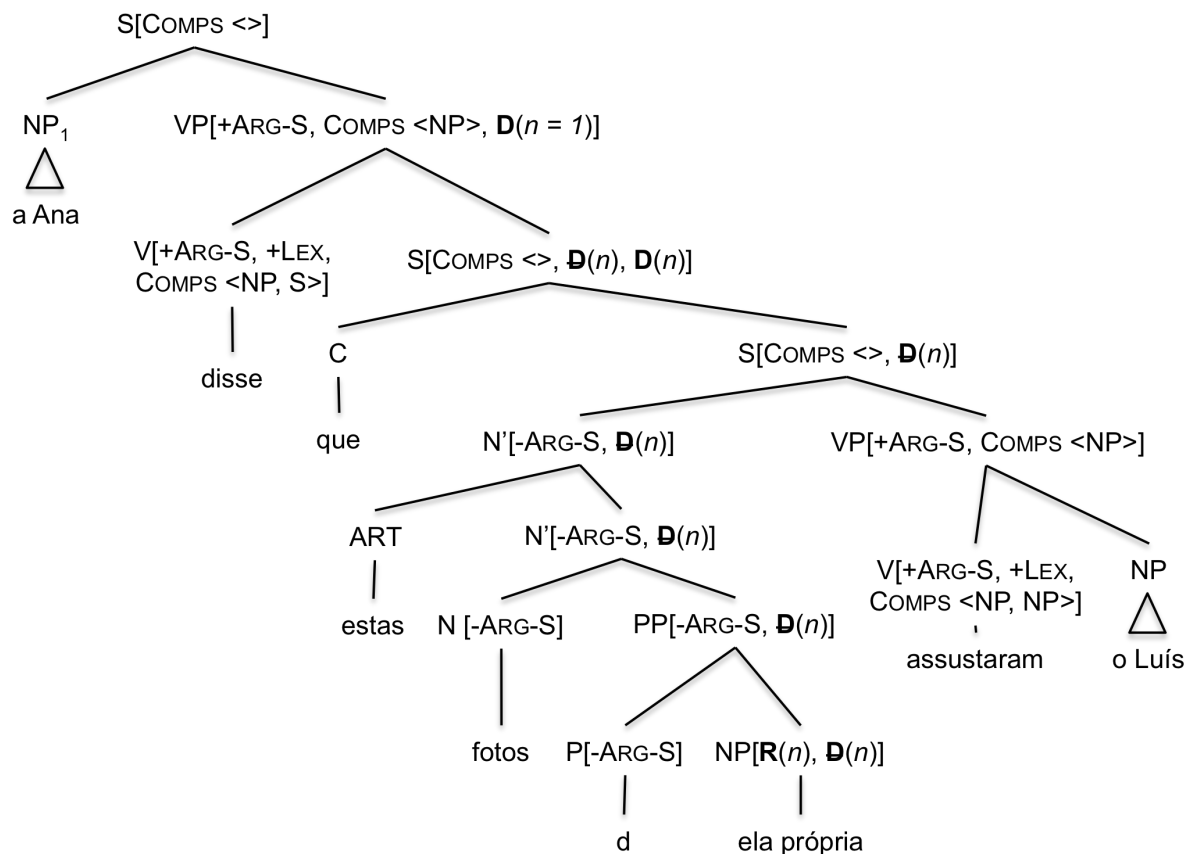 S[COMPS <>]
NP₁
VP[+ARG-S, COMPS <NP>, D(n = 1)]
a Ana
V[+ARG-S, +LEX,
COMPS <NP, S>]
S[COMPS <>, Đ(n), D(n)]
disse
C
S[COMPS <>, Đ(n)]
que
N’[-ARG-S, Đ(n)]
VP[+ARG-S, COMPS <NP>]
ART
N’[-ARG-S, Đ(n)]
V[+ARG-S, +LEX,
COMPS <NP, NP>]
NP
estas
N [-ARG-S]
PP[-ARG-S, Đ(n)]
assustaram
o Luís
fotos
P[-ARG-S]
NP[R(n), Đ(n)]
d
ela própria